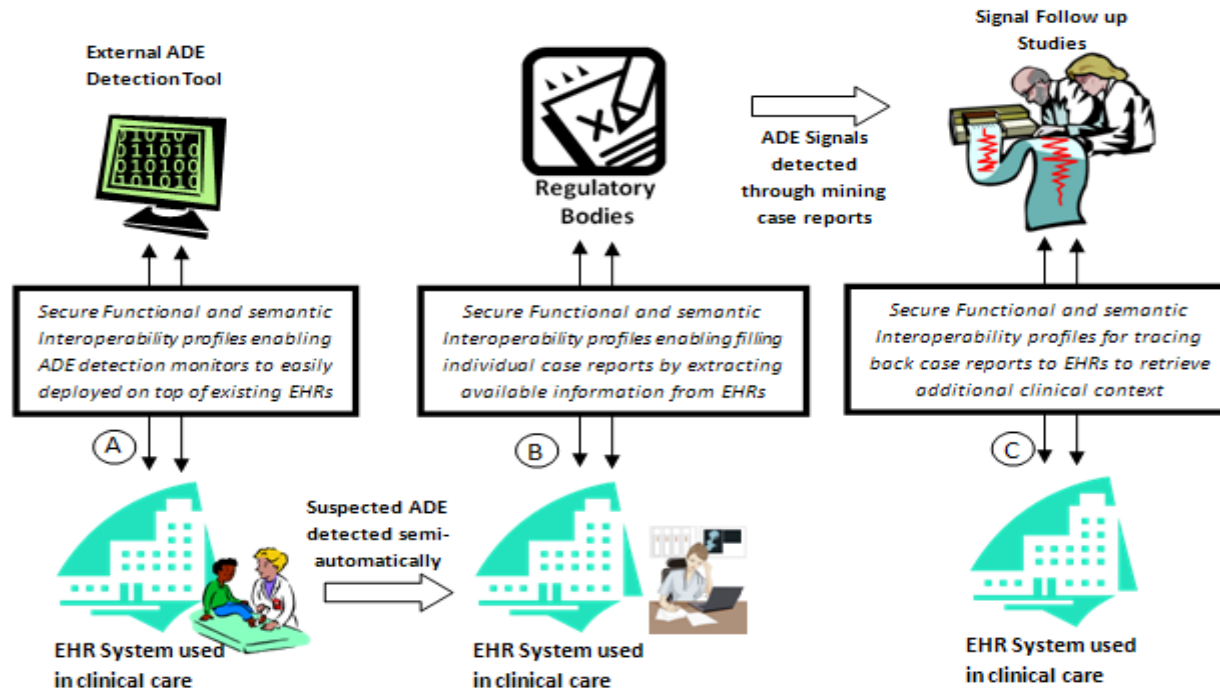 External ADE
Detection Tool
01010
011010
010100
101010
Regulatory
Bodies
ADE Signals
detected
through mining
case reports
Signal Follow up
Studies
Secure Functional and semantic
Interoperability profiles enabling
ADE detection monitors to easily
deployed on top of existing EHRs
Secure Functional and semantic
Interoperability profiles enabling filling
individual case reports by extracting
available information from EHRs
Secure Functional and semantic
Interoperability profiles for tracing
back case reports to EHRs to retrieve
additional clinical context
A
B
C
Suspected ADE
detected semi-
automatically
EHR System used
in clinical care
EHR System used
in clinical care
EHR System used
in clinical care